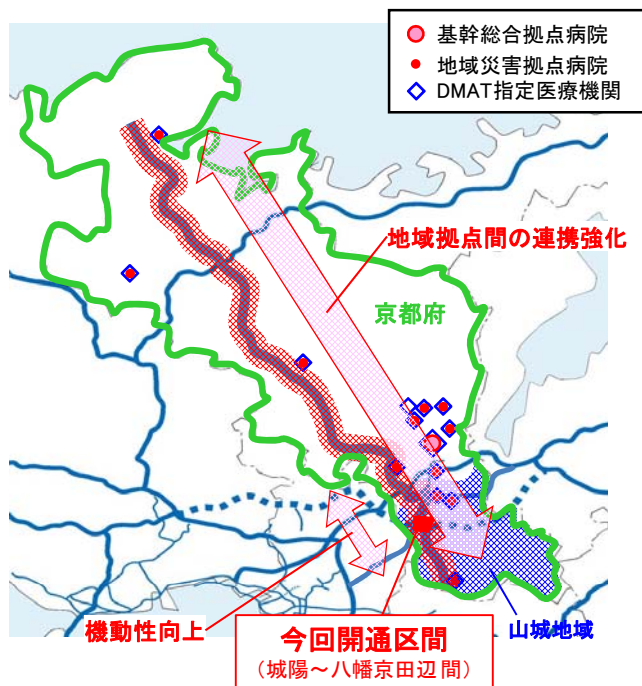 基幹総合拠点病院
地域災害拠点病院
DMAT指定医療機関
地域拠点間の連携強化
京都府
機動性向上
今回開通区間
（城陽～八幡京田辺間）
山城地域